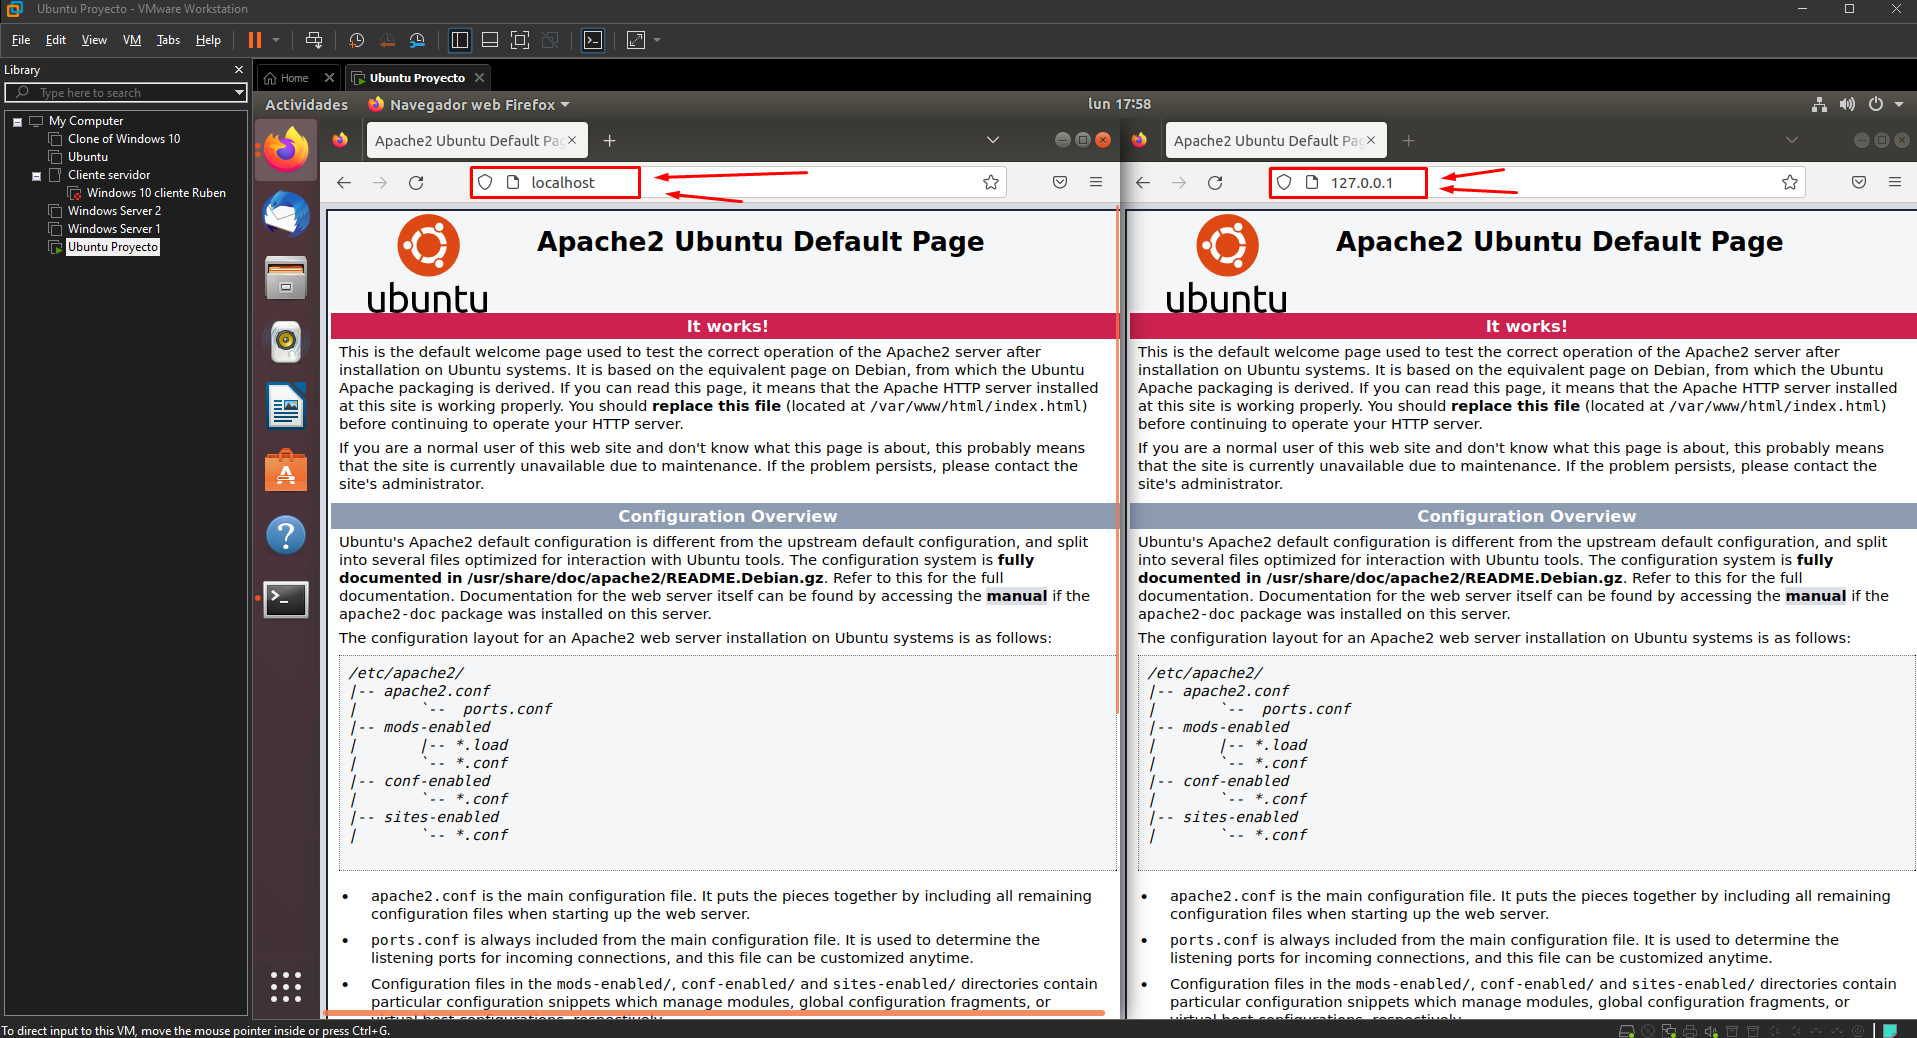 Ubuntu Proyecto - VMware Workstation
File Edit View VM Tabs Help
Library
Type here to search
My Computer
Clone of Windows 10
Ubuntu
Cliente servidor
Windows 10 cliente Ruben
Windows Server 2
Windows Server 1
Ubuntu Proyecto
Home
Ubuntu Proyecto
Actividades
Navegador web Firefox
lun 17:58
Apache2 Ubuntu Default Pag
localhost
ubuntu
Apache2 Ubuntu Default Page
It works!
This is the default welcome page used to test the correct operation of the Apache2 server after
installation on Ubuntu systems. It is based on the equivalent page on Debian, from which the Ubuntu
Apache packaging is derived. If you can read this page, it means that the Apache HTTP server installed
at this site is working properly. You should replace this file (located at /var/www/html/index.html)
before continuing to operate your HTTP server.
If you are a normal user of this web site and don't know what this page is about, this probably means
that the site is currently unavailable due to maintenance. If the problem persists, please contact the
site's administrator.
Configuration Overview
Ubuntu's Apache2 default configuration is different from the upstream default configuration, and split
into several files optimized for interaction with Ubuntu tools. The configuration system is fully
documented in /usr/share/doc/apache2/README.Debian.gz. Refer to this for the full
documentation. Documentation for the web server itself can be found by accessing the manual if the
apache2-doc package was installed on this server.
The configuration layout for an Apache2 web server installation on Ubuntu systems is as follows:
/etc/apache2/
|-- apache2.conf
|       `--  ports.conf
|-- mods-enabled
|       |-- *.load
|       `-- *.conf
|-- conf-enabled
|       `-- *.conf
|-- sites-enabled
|       `-- *.conf
• apache2.conf is the main configuration file. It puts the pieces together by including all remaining
configuration files when starting up the web server.
• ports.conf is always included from the main configuration file. It is used to determine the
listening ports for incoming connections, and this file can be customized anytime.
• Configuration files in the mods-enabled/, conf-enabled/ and sites-enabled/ directories contain
particular configuration snippets which manage modules, global configuration fragments, or
virtual host configurations, respectively.
Apache2 Ubuntu Default Pag
127.0.0.1
ubuntu
Apache2 Ubuntu Default Page
It works!
This is the default welcome page used to test the correct operation of the Apache2 server after
installation on Ubuntu systems. It is based on the equivalent page on Debian, from which the Ubuntu
Apache packaging is derived. If you can read this page, it means that the Apache HTTP server installed
at this site is working properly. You should replace this file (located at /var/www/html/index.html)
before continuing to operate your HTTP server.
If you are a normal user of this web site and don't know what this page is about, this probably means
that the site is currently unavailable due to maintenance. If the problem persists, please contact the
site's administrator.
Configuration Overview
Ubuntu's Apache2 default configuration is different from the upstream default configuration, and split
into several files optimized for interaction with Ubuntu tools. The configuration system is fully
documented in /usr/share/doc/apache2/README.Debian.gz. Refer to this for the full
documentation. Documentation for the web server itself can be found by accessing the manual if the
apache2-doc package was installed on this server.
The configuration layout for an Apache2 web server installation on Ubuntu systems is as follows:
/etc/apache2/
|-- apache2.conf
|       `--  ports.conf
|-- mods-enabled
|       |-- *.load
|       `-- *.conf
|-- conf-enabled
|       `-- *.conf
|-- sites-enabled
|       `-- *.conf
• apache2.conf is the main configuration file. It puts the pieces together by including all remaining
configuration files when starting up the web server.
• ports.conf is always included from the main configuration file. It is used to determine the
listening ports for incoming connections, and this file can be customized anytime.
• Configuration files in the mods-enabled/, conf-enabled/ and sites-enabled/ directories contain
particular configuration snippets which manage modules, global configuration fragments, or
virtual host configurations, respectively.
To direct input to this VM, move the mouse pointer inside or press Ctrl+G.